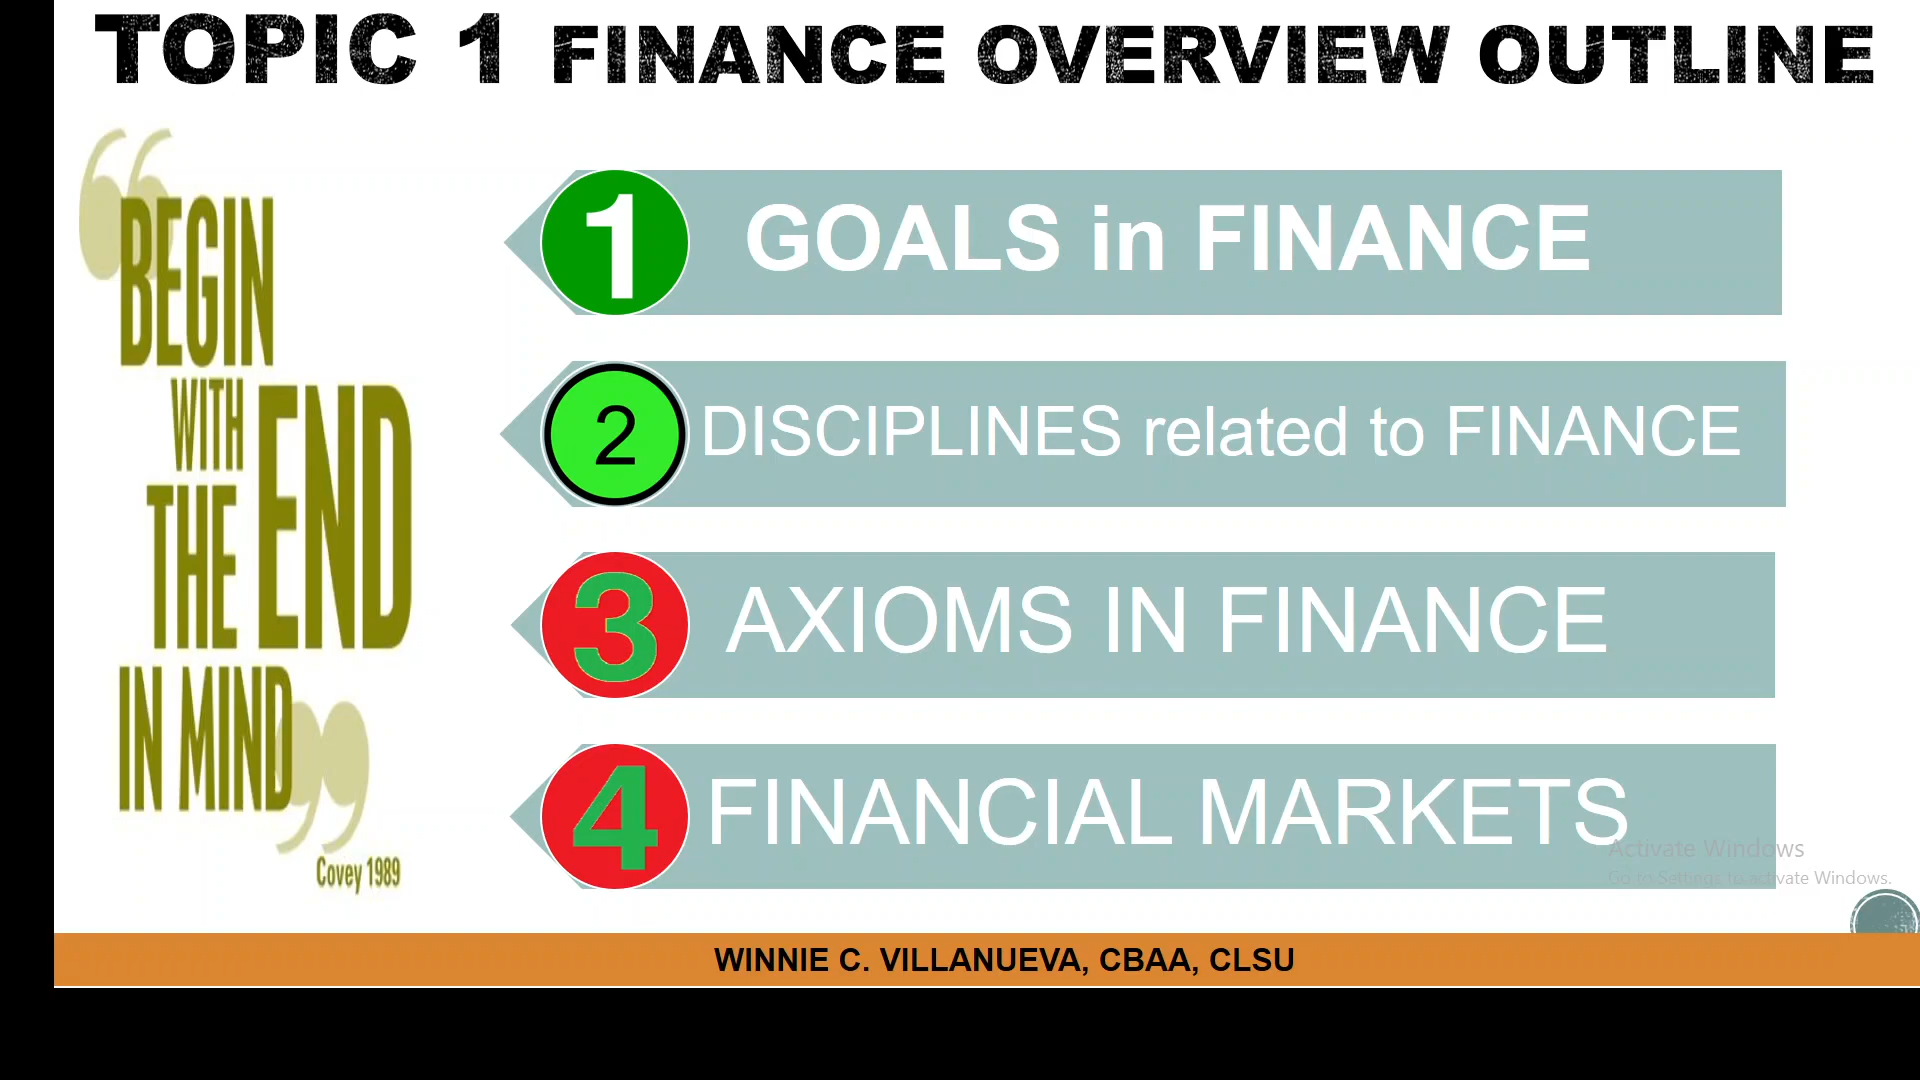 TOPIC 1 FINANCE OVERVIEW OUTLINE
BEGIN
WITH
THE END
IN MIND
Covey 1989
1 GOALS in FINANCE
2 DISCIPLINES related to FINANCE
3 AXIOMS IN FINANCE
4 FINANCIAL MARKETS
Activate Windows
Go to Settings to activate Windows.
WINNIE C. VILLANUEVA, CBAA, CLSU